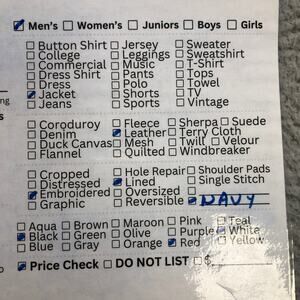 ☑ Men's ☐ Women's ☐ Juniors ☐ Boys ☐ Girls
☐ Button Shirt ☐ Jersey ☐ Sweater
☐ College ☐ Leggings ☐ Sweatshirt
☐ Commercial ☐ Music ☐ T-Shirt
☐ Dress Shirt ☐ Pants ☐ Tops
☐ Dress ☐ Polo ☐ Towel
☑ Jacket ☐ Shorts ☐ TV
☐ Jeans ☐ Sports ☐ Vintage
☐ Coroduroy ☐ Fleece ☐ Sherpa ☐ Suede
☐ Denim ☑ Leather ☐ Terry Cloth
☐ Duck Canvas ☐ Mesh ☐ Twill ☐ Velour
☐ Flannel ☐ Quilted ☐ Windbreaker
☐ Cropped ☐ Hole Repair ☐ Shoulder Pads
☐ Distressed ☑ Lined ☐ Single Stitch
☑ Embroidered ☐ Oversized ☐
☐ Graphic ☐ Reversible ☑ NAVY
☐ Aqua ☐ Brown ☐ Maroon ☐ Pink ☐ Teal
☑ Black ☐ Green ☐ Olive ☐ Purple ☑ White
☐ Blue ☐ Gray ☐ Orange ☑ Red ☐ Yellow
☑ Price Check ☐ DO NOT LIST ☐ $